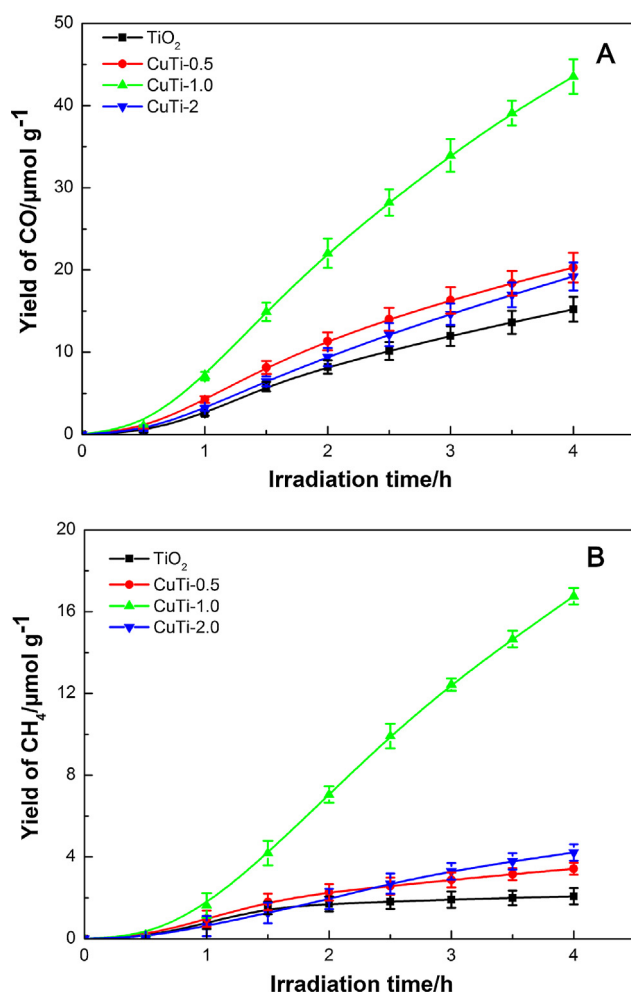 A
TiO₂
CuTi-0.5
CuTi-1.0
CuTi-2
Yield of CO/μmol g⁻¹
50
40
30
20
10
0
0 1 2 3 4
Irradiation time/h
B
TiO₂
CuTi-0.5
CuTi-1.0
CuTi-2.0
Yield of CH₄/μmol g⁻¹
20
16
12
8
4
0
0 1 2 3 4
Irradiation time/h